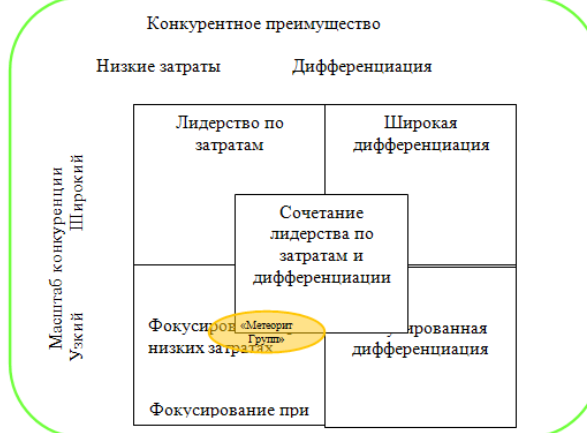 Конкурентное преимущество
Низкие затраты Дифференциация
Лидерство по
затратам
Широкая
дифференциация
Масштаб конкуренции
Широкий
Узкий
Сочетание
лидерства по
затратам и
дифференциации
«Метеорит
Групп»
низких затратах
дифференциация
Фокусирование при